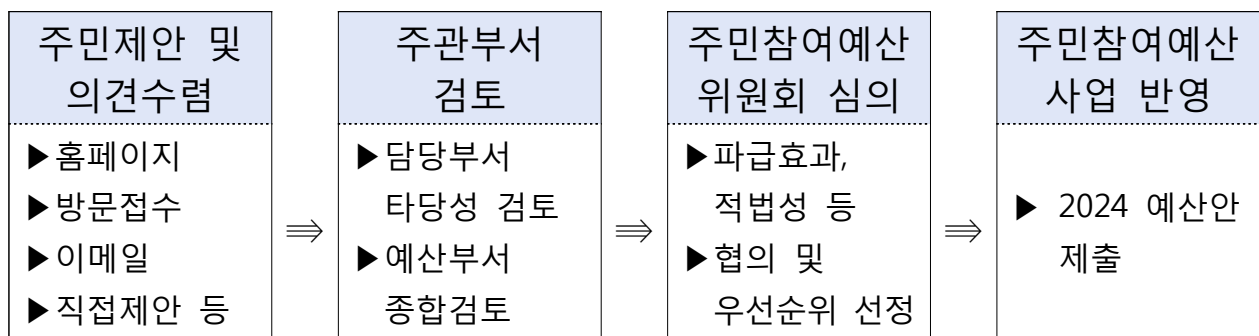 주민제안 및
의견수렴
▶홈페이지
▶방문접수
▶이메일
▶직접제안 등
⇛
주관부서
검토
▶담당부서
타당성 검토
▶예산부서
종합검토
⇛
주민참여예산
위원회 심의
▶파급효과,
적법성 등
▶협의 및
우선순위 선정
⇛
주민참여예산
사업 반영
▶ 2024 예산안
제출